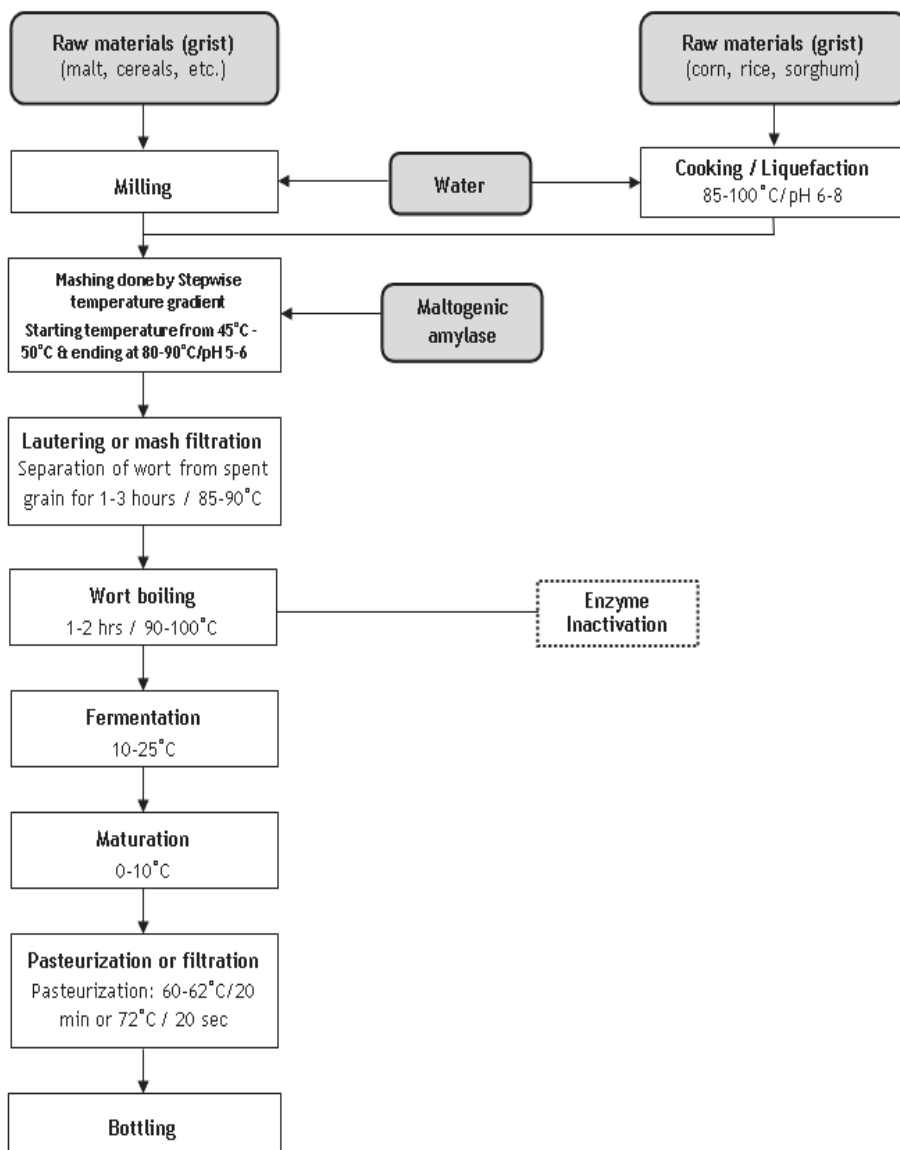 Raw materials (grist)
(malt, cereals, etc.)
Raw materials (grist)
(corn, rice, sorghum)
Milling
Water
Cooking / Liquefaction
85-100°C/pH 6-8
Mashing done by Stepwise
temperature gradient
Starting temperature from 45°C -
50°C & ending at 80-90°C/pH 5-6
Maltogenic
amylase
Lautering or mash filtration
Separation of wort from spent
grain for 1-3 hours / 85-90°C
Wort boiling
1-2 hrs / 90-100°C
Enzyme
Inactivation
Fermentation
10-25°C
Maturation
0-10°C
Pasteurization or filtration
Pasteurization: 60-62°C/20
min or 72°C / 20 sec
Bottling